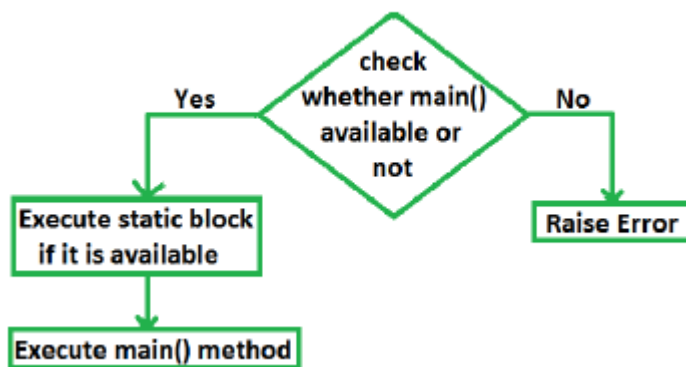 check
whether main()
available or
not
Yes
No
Execute static block
if it is available
Raise Error
Execute main() method